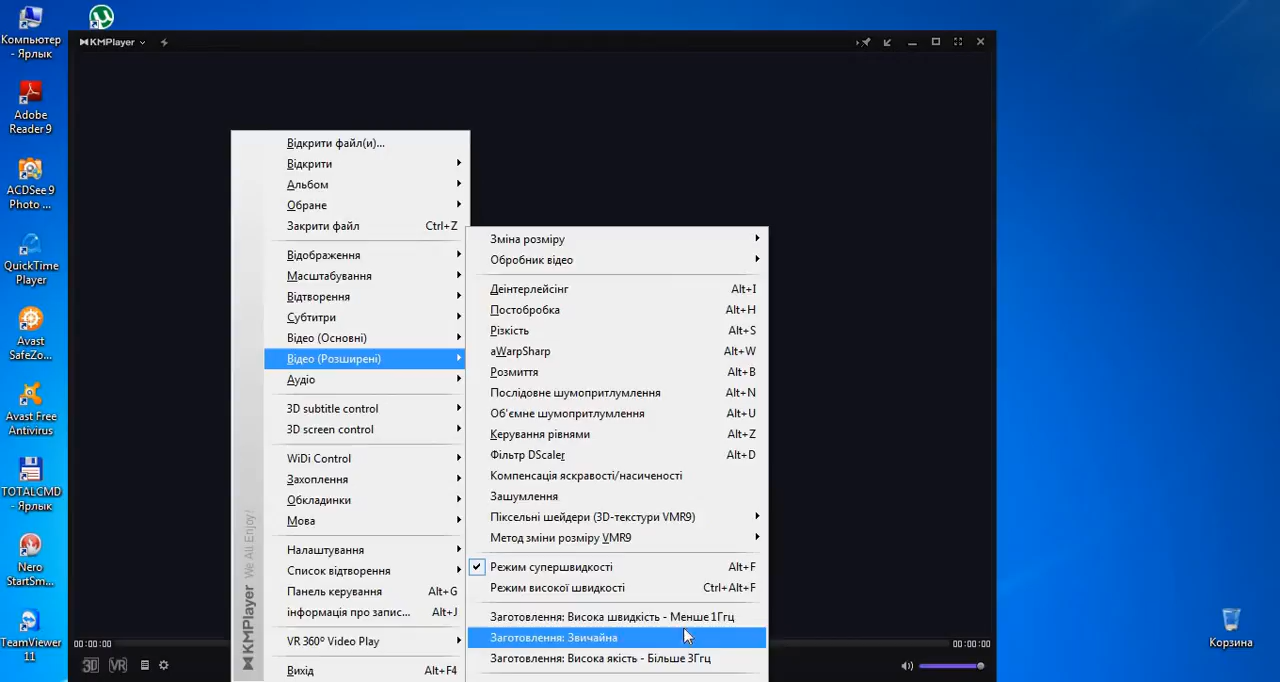 Компьютер
- Ярлык
Adobe
Reader 9
ACDSee 9
Photo ...
QuickTime
Player
Avast
SafeZo...
Avast Free
Antivirus
TOTALCMD
- Ярлык
Nero
StartSm...
TeamViewer
11
KMPlayer
Відкрити файл(и)...
Відкрити
Альбом
Обране
Закрити файл Ctrl+Z
Відображення
Масштабування
Відтворення
Субтитри
Відео (Основні)
Відео (Розширені)
Аудіо
3D subtitle control
3D screen control
WiDi Control
Захоплення
Обкладинки
Мова
Налаштування
Список відтворення
Панель керування Alt+G
інформація про запис... Alt+J
VR 360º Video Play
Вихід Alt+F4
KMPlayer We All Enjoy!
Зміна розміру
Обробник відео
Деінтерлейсінг Alt+I
Постобробка Alt+H
Різкість Alt+S
aWarpSharp Alt+W
Розмиття Alt+B
Послідовне шумопритлумлення Alt+N
Об'ємне шумопритлумлення Alt+U
Керування рівнями Alt+Z
Фільтр DScaler Alt+D
Компенсація яскравості/насиченості
Зашумлення
Піксельні шейдери (3D-текстури VMR9)
Метод зміни розміру VMR9
Режим супершвидкості Alt+F
Режим високої швидкості Ctrl+Alt+F
Заготовлення: Висока швидкість - Менше 1Ггц
Заготовлення: Звичайна
Заготовлення: Висока якість - Більше 3Ггц
00:00:00
00:00:00
3D VR
Корзина